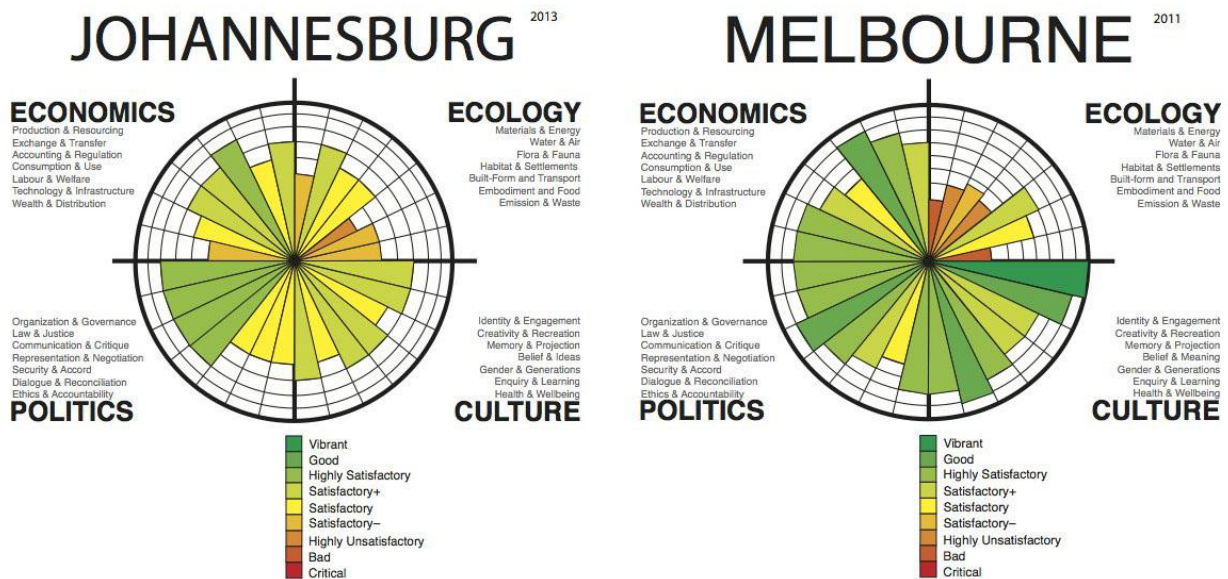 JOHANNESBURG 2013
ECONOMICS
Production & Resourcing
Exchange & Transfer
Accounting & Regulation
Consumption & Use
Labour & Welfare
Technology & Infrastructure
Wealth & Distribution
ECOLOGY
Materials & Energy
Water & Air
Flora & Fauna
Habitat & Settlements
Built-Form and Transport
Embodiment and Food
Emission & Waste
Organization & Governance
Law & Justice
Communication & Critique
Representation & Negotiation
Security & Accord
Dialogue & Reconciliation
Ethics & Accountability
POLITICS
Identity & Engagement
Creativity & Recreation
Memory & Projection
Belief & Ideas
Gender & Generations
Enquiry & Learning
Health & Wellbeing
CULTURE
Vibrant
Good
Highly Satisfactory
Satisfactory+
Satisfactory
Satisfactory–
Highly Unsatisfactory
Bad
Critical
MELBOURNE 2011
ECONOMICS
Production & Resourcing
Exchange & Transfer
Accounting & Regulation
Consumption & Use
Labour & Welfare
Technology & Infrastructure
Wealth & Distribution
ECOLOGY
Materials & Energy
Water & Air
Flora & Fauna
Habitat & Settlements
Built-form and Transport
Embodiment and Food
Emission & Waste
Organization & Governance
Law & Justice
Communication & Critique
Representation & Negotiation
Security & Accord
Dialogue & Reconciliation
Ethics & Accountability
POLITICS
Identity & Engagement
Creativity & Recreation
Memory & Projection
Belief & Meaning
Gender & Generations
Enquiry & Learning
Health & Wellbeing
CULTURE
Vibrant
Good
Highly Satisfactory
Satisfactory+
Satisfactory
Satisfactory–
Highly Unsatisfactory
Bad
Critical